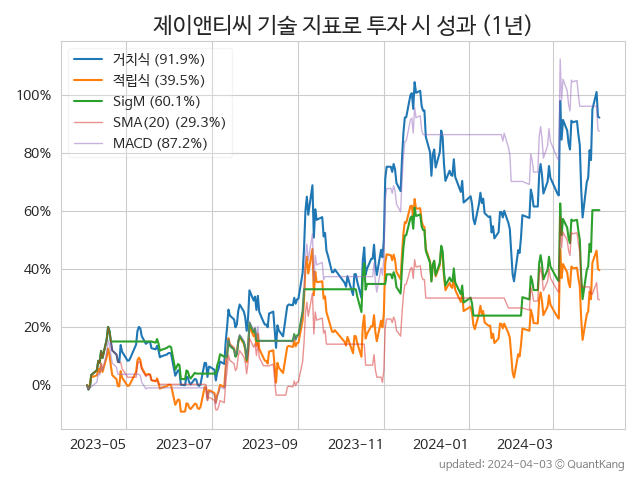 제이앤티씨 기술 지표로 투자 시 성과 (1년)
거치식 (91.9%)
적립식 (39.5%)
SigM (60.1%)
SMA(20) (29.3%)
MACD (87.2%)
100%
80%
60%
40%
20%
0%
2023-05 2023-07 2023-09 2023-11 2024-01 2024-03
updated: 2024-04-03 © QuantKang